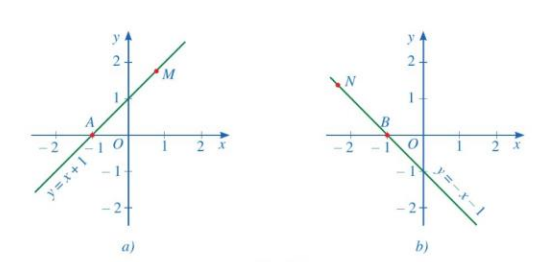 y
2
M
1
A
-2 -1 O 1 2 x
-1
-2
y = x + 1
a)
y
2
N
1
B
-2 -1 O 1 2 x
-1
-2
y = -x - 1
b)